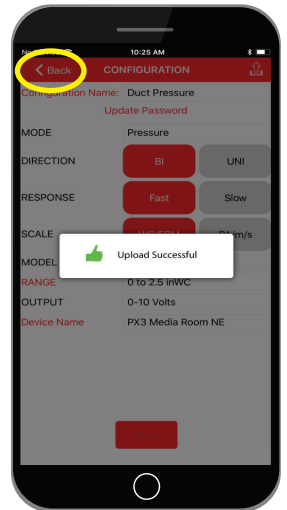 10:25 AM
Back CONFIGURATION
Configuration Name: Duct Pressure
Update Password
MODE Pressure
DIRECTION BI UNI
RESPONSE Fast Slow
SCALE
Upload Successful
MODEL
RANGE 0 to 2.5 inWC
OUTPUT 0-10 Volts
Device Name PX3 Media Room NE